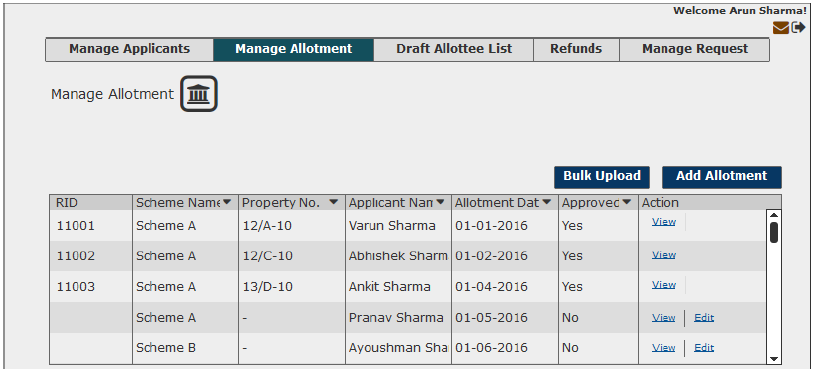 Welcome Arun Sharma!
Manage Applicants Manage Allotment Draft Allottee List Refunds Manage Request
Manage Allotment
Bulk Upload Add Allotment
RID Scheme Name Property No. Applicant Nan Allotment Dat Approved Action
11001 Scheme A 12/A-10 Varun Sharma 01-01-2016 Yes View
11002 Scheme A 12/C-10 Abhishek Sharm 01-02-2016 Yes View
11003 Scheme A 13/D-10 Ankit Sharma 01-04-2016 Yes View
Scheme A - Pranav Sharma 01-05-2016 No View | Edit
Scheme B - Ayoushman Sha 01-06-2016 No View | Edit